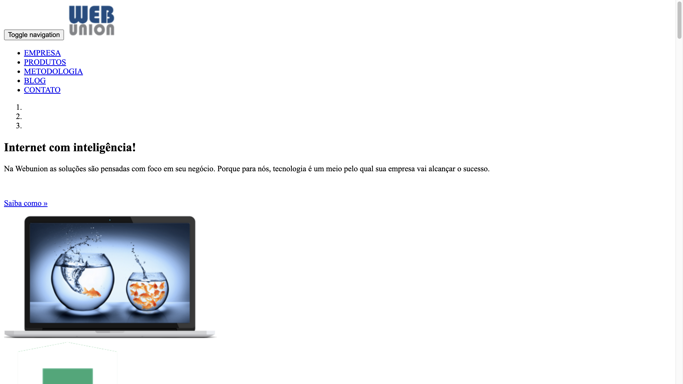 WEB
UNION
Toggle navigation
EMPRESA
PRODUTOS
METODOLOGIA
BLOG
CONTATO
1.
2.
3.
Internet com inteligência!
Na Webunion as soluções são pensadas com foco em seu negócio. Porque para nós, tecnologia é um meio pelo qual sua empresa vai alcançar o sucesso.
Saiba como »